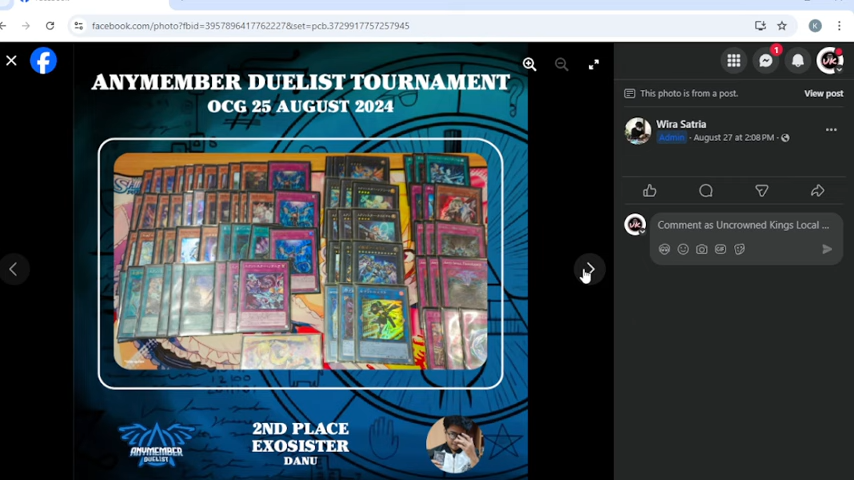 facebook.com/photo?fbid=3957896417762227&set=pcb.3729917757257945
K
1
ANYMEMBER DUELIST TOURNAMENT
OCG 25 AUGUST 2024
2ND PLACE
EXOSISTER
DANU
ANYMEMBER
DUELIST
This photo is from a post.
View post
Wira Satria
Admin · August 27 at 2:08 PM ·
Comment as Uncrowned Kings Local ...